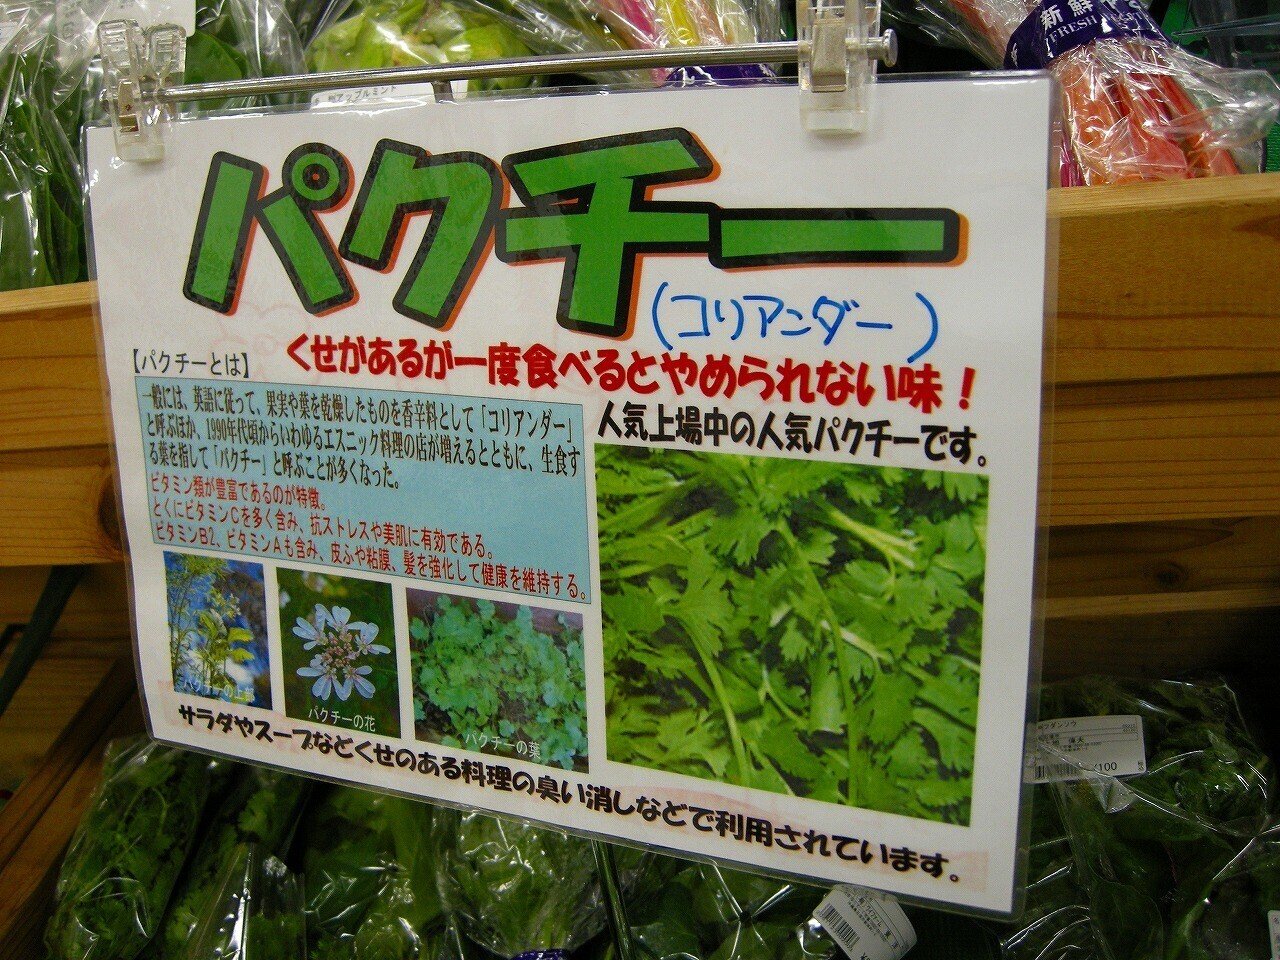 新鮮
FRESH
アップルミント
パクチー
(コリアンダー)
くせがあるが一度食べるとやめられない味！
【パクチーとは】
人気上場中の人気パクチーです。
一般には、英語に従って、果実や葉を乾燥したものを香辛料として「コリアンダー」
と呼ぶほか、1990年代頃からいわゆるエスニック料理の店が増えるとともに、生食す
る葉を指して「パクチー」と呼ぶことが多くなった。
ビタミン類が豊富であるのが特徴。
とくにビタミンCを多く含み、抗ストレスや美肌に有効である。
ビタミンB2、ビタミンAも含み、皮ふや粘膜、髪を強化して健康を維持する。
パクチーの花
パクチーの葉
サラダやスープなどくせのある料理の臭い消しなどで利用されています。
¥100